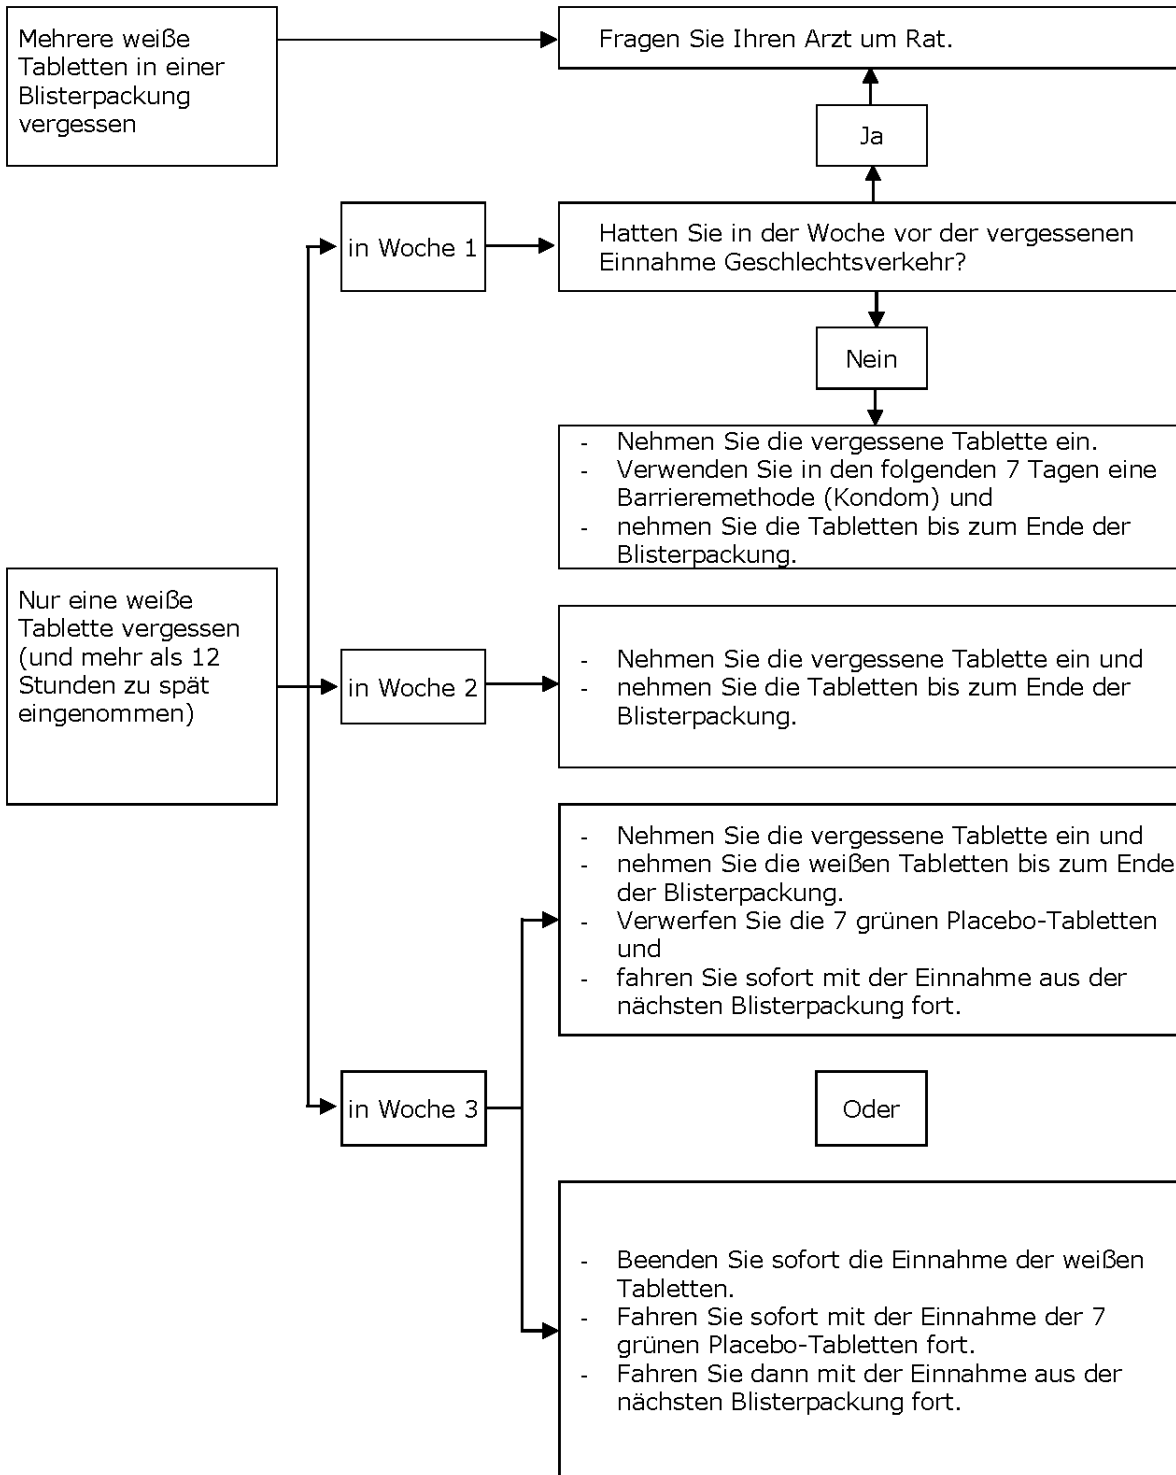 Mehrere weiße
Tabletten in einer
Blisterpackung
vergessen
Fragen Sie Ihren Arzt um Rat.
Ja
in Woche 1
Hatten Sie in der Woche vor der vergessenen
Einnahme Geschlechtsverkehr?
Nein
- Nehmen Sie die vergessene Tablette ein.
- Verwenden Sie in den folgenden 7 Tagen eine
Barrieremethode (Kondom) und
- nehmen Sie die Tabletten bis zum Ende der
Blisterpackung.
Nur eine weiße
Tablette vergessen
(und mehr als 12
Stunden zu spät
eingenommen)
in Woche 2
- Nehmen Sie die vergessene Tablette ein und
- nehmen Sie die Tabletten bis zum Ende der
Blisterpackung.
- Nehmen Sie die vergessene Tablette ein und
- nehmen Sie die weißen Tabletten bis zum Ende
der Blisterpackung.
- Verwerfen Sie die 7 grünen Placebo-Tabletten
und
- fahren Sie sofort mit der Einnahme aus der
nächsten Blisterpackung fort.
in Woche 3
Oder
- Beenden Sie sofort die Einnahme der weißen
Tabletten.
- Fahren Sie sofort mit der Einnahme der 7
grünen Placebo-Tabletten fort.
- Fahren Sie dann mit der Einnahme aus der
nächsten Blisterpackung fort.